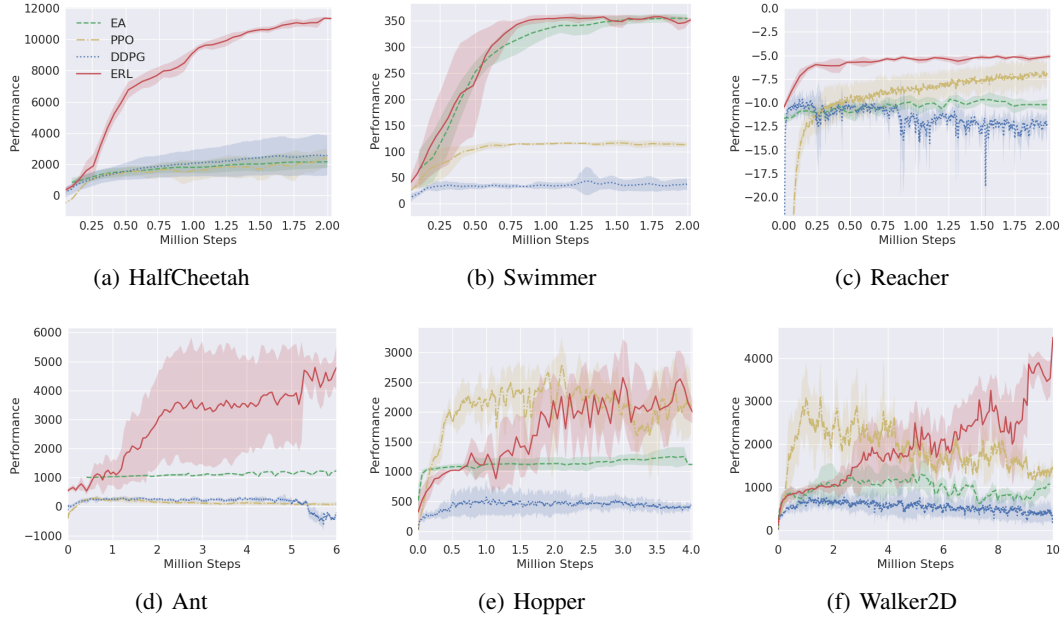 12000
10000
8000
6000
4000
2000
0
Performance
EA
PPO
DDPG
ERL
0.25 0.50 0.75 1.00 1.25 1.50 1.75 2.00
Million Steps
(a) HalfCheetah
350
300
250
200
150
100
50
0
Performance
0.00 0.25 0.50 0.75 1.00 1.25 1.50 1.75 2.00
Million Steps
(b) Swimmer
0.0
−2.5
−5.0
−7.5
−10.0
−12.5
−15.0
−17.5
−20.0
Performance
0.00 0.25 0.50 0.75 1.00 1.25 1.50 1.75 2.00
Million Steps
(c) Reacher
6000
5000
4000
3000
2000
1000
0
−1000
Performance
0 1 2 3 4 5 6
Million Steps
(d) Ant
3000
2500
2000
1500
1000
500
0
Performance
0.0 0.5 1.0 1.5 2.0 2.5 3.0 3.5 4.0
Million Steps
(e) Hopper
4000
3000
2000
1000
0
Performance
0 2 4 6 8 10
Million Steps
(f) Walker2D